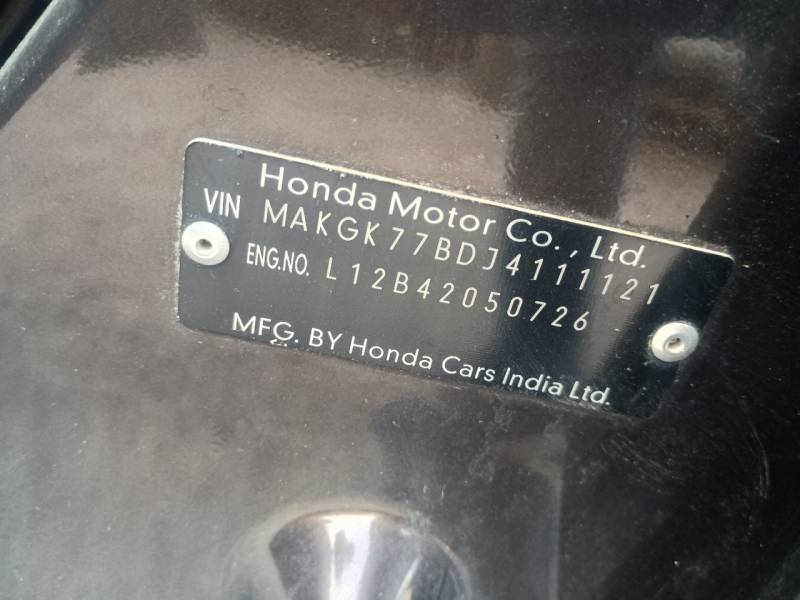 Honda Motor Co., Ltd.
VIN MAKGK77BDJ4111121
ENG.NO. L12B42050726
MFG. BY Honda Cars India Ltd.